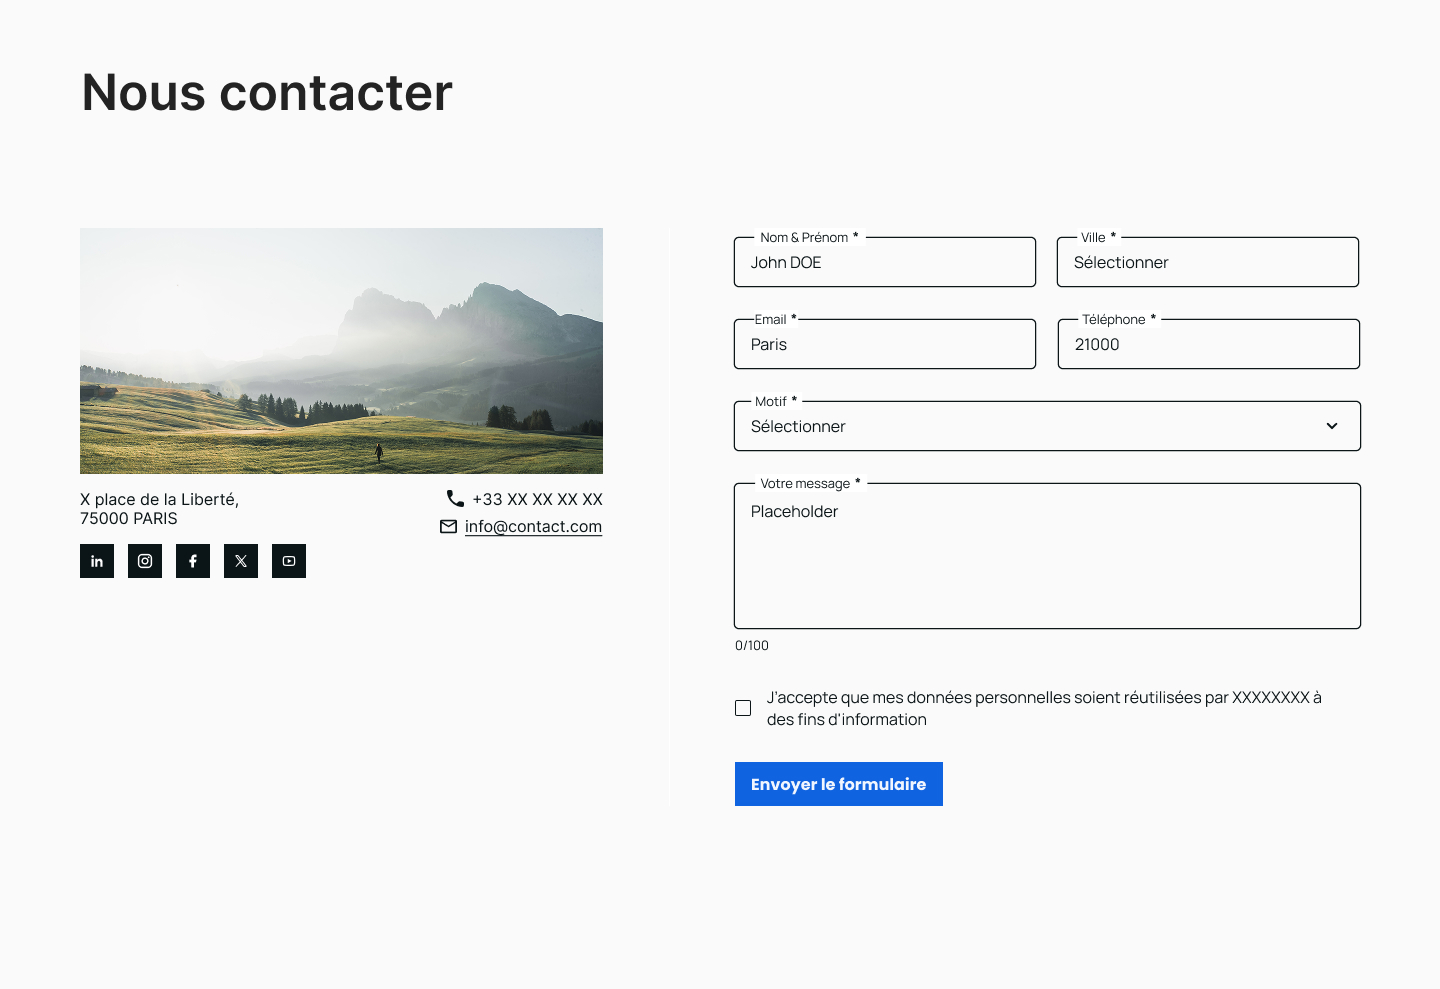 Nous contacter
X place de la Liberté,
75000 PARIS
+33 XX XX XX XX
info@contact.com
in
f
X
Nom & Prénom *
John DOE
Ville *
Sélectionner
Email *
Paris
Téléphone *
21000
Motif *
Sélectionner
Votre message *
Placeholder
0/100
J'accepte que mes données personnelles soient réutilisées par XXXXXXXX à
des fins d'information
Envoyer le formulaire